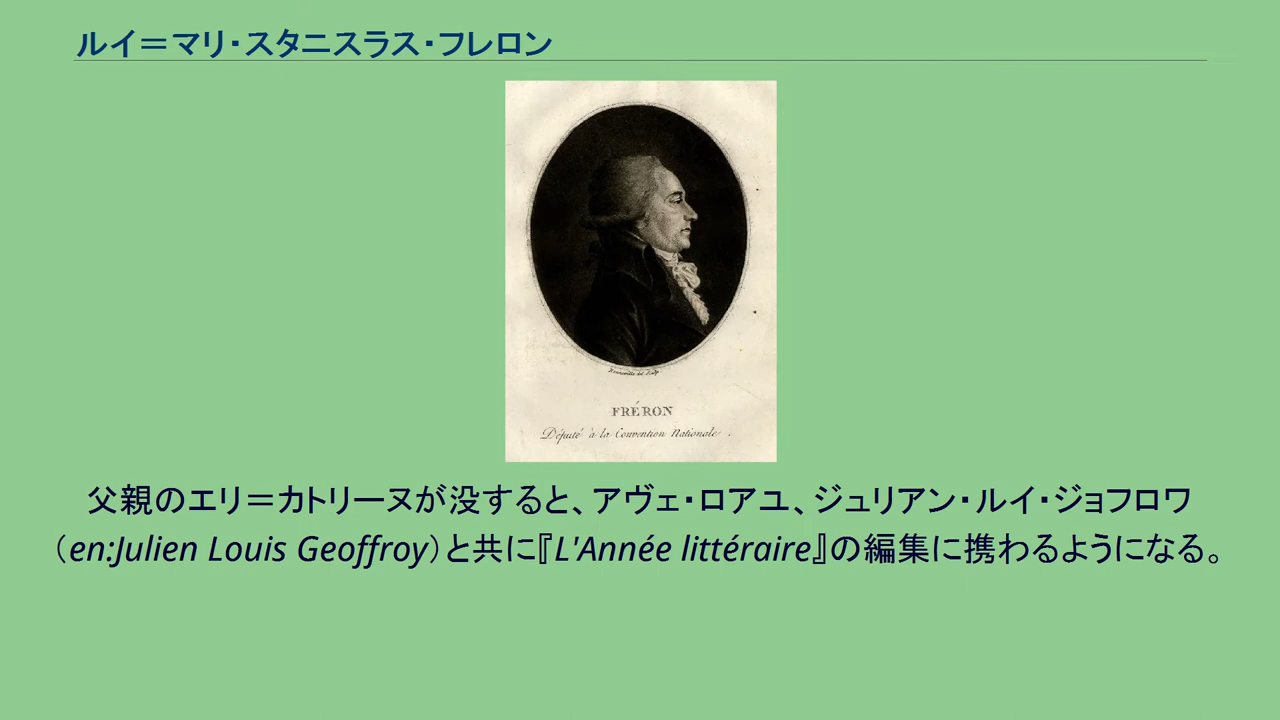 ルイ＝マリ・スタニスラス・フレロン
FRÉRON
Député à la Convention Nationale .
父親のエリ＝カトリーヌが没すると、アヴェ・ロアユ、ジュリアン・ルイ・ジョフロワ
（en:Julien Louis Geoffroy）と共に『L'Année littéraire』の編集に携わるようになる。